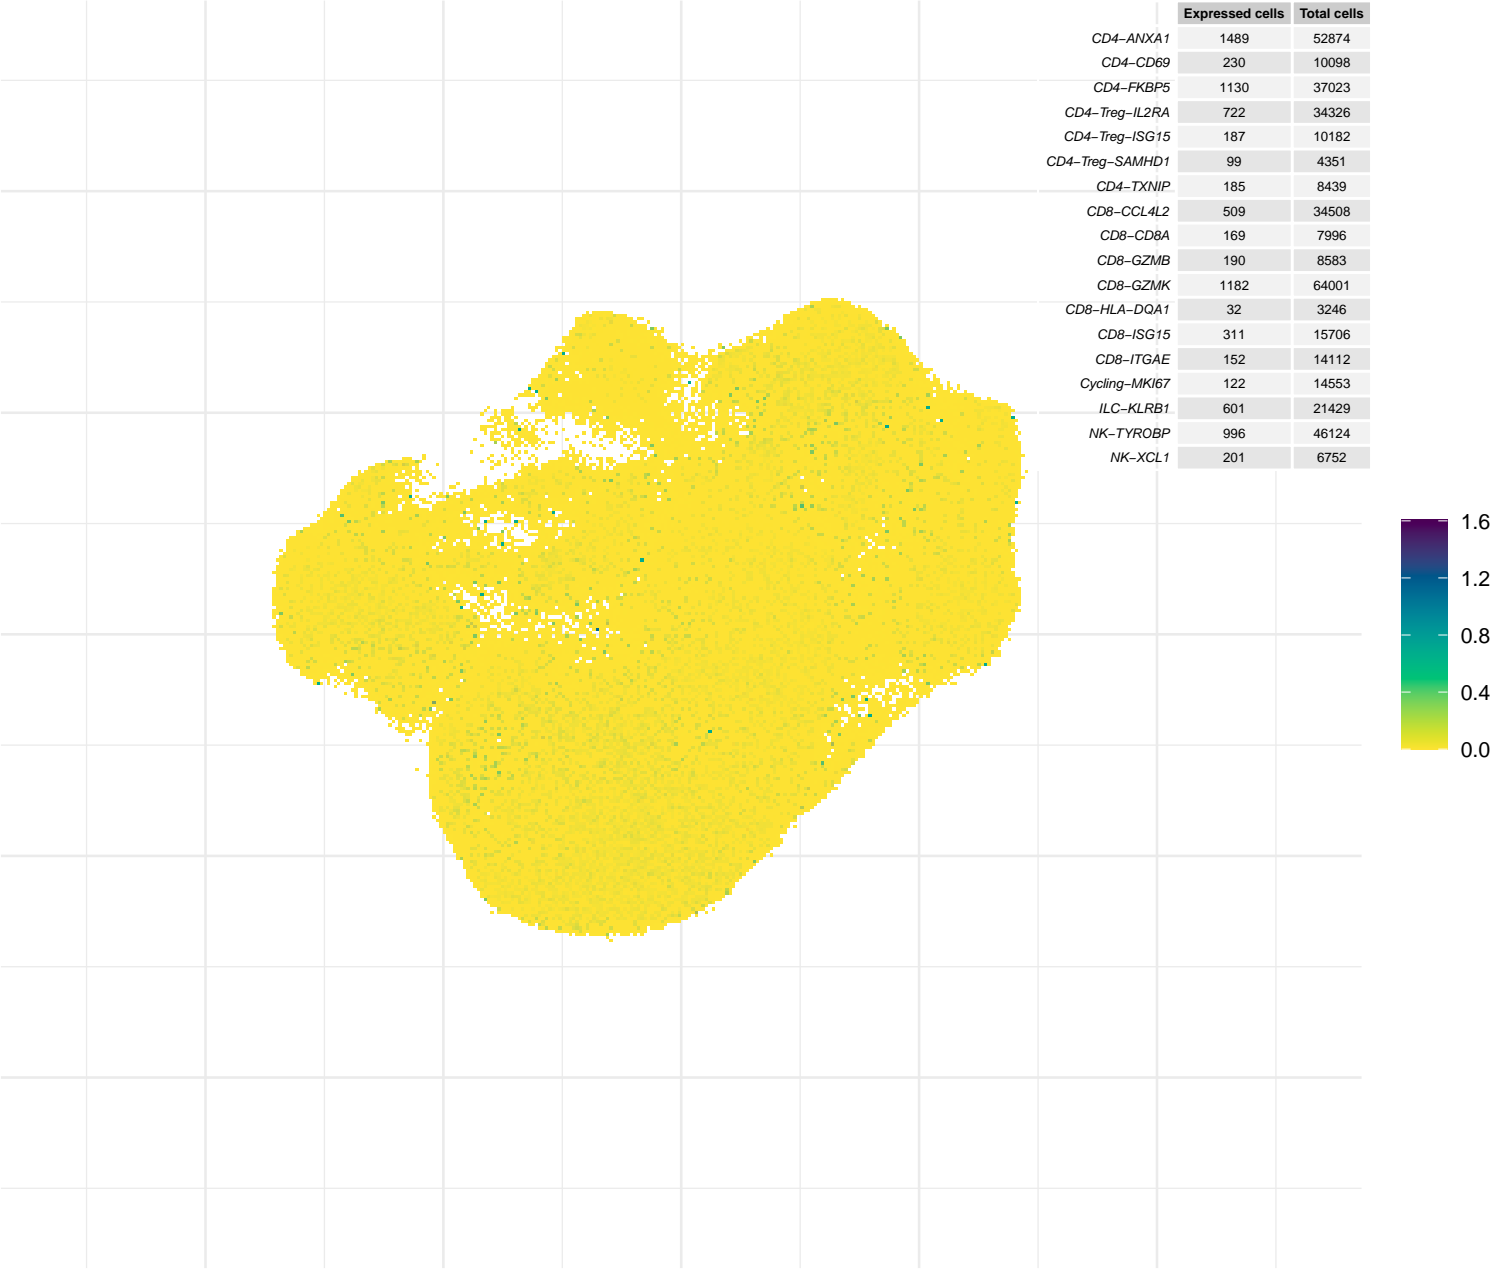 Expressed cells Total cells
CD4−ANXA1 1489 52874
CD4−CD69 230 10098
CD4−FKBP5 1130 37023
CD4−Treg−IL2RA 722 34326
CD4−Treg−ISG15 187 10182
CD4−Treg−SAMHD1 99 4351
CD4−TXNIP 185 8439
CD8−CCL4L2 509 34508
CD8−CD8A 169 7996
CD8−GZMB 190 8583
CD8−GZMK 1182 64001
CD8−HLA−DQA1 32 3246
CD8−ISG15 311 15706
CD8−ITGAE 152 14112
Cycling−MKI67 122 14553
ILC−KLRB1 601 21429
NK−TYROBP 996 46124
NK−XCL1 201 6752
1.6
1.2
0.8
0.4
0.0